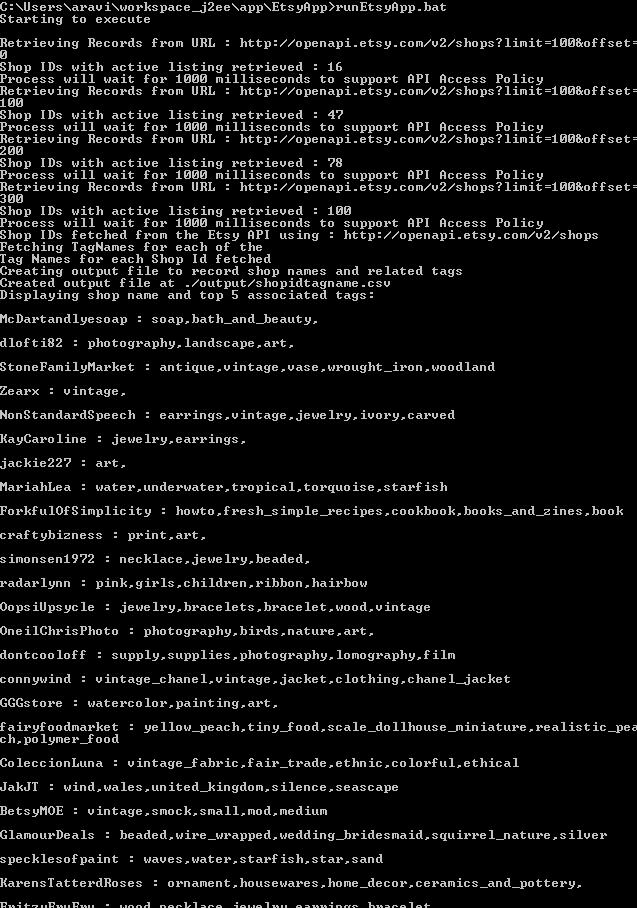 C:\Users\aravi\workspace_j2ee\app\EtsyApp>runEtsyApp.bat
Starting to execute
Retrieving Records from URL : http://openapi.etsy.com/v2/shops?limit=100&offset=
0
Shop IDs with active listing retrieved : 16
Process will wait for 1000 milliseconds to support API Access Policy
Retrieving Records from URL : http://openapi.etsy.com/v2/shops?limit=100&offset=
100
Shop IDs with active listing retrieved : 47
Process will wait for 1000 milliseconds to support API Access Policy
Retrieving Records from URL : http://openapi.etsy.com/v2/shops?limit=100&offset=
200
Shop IDs with active listing retrieved : 78
Process will wait for 1000 milliseconds to support API Access Policy
Retrieving Records from URL : http://openapi.etsy.com/v2/shops?limit=100&offset=
300
Shop IDs with active listing retrieved : 100
Process will wait for 1000 milliseconds to support API Access Policy
Shop IDs fetched from the Etsy API using : http://openapi.etsy.com/v2/shops
Fetching TagNames for each of the
Tag Names for each Shop Id fetched
Creating output file to record shop names and related tags
Created output file at ./output/shopidtagname.csv
Displaying shop name and top 5 associated tags:
McDartandlyesoap : soap,bath_and_beauty,
dlofti82 : photography,landscape,art,
StoneFamilyMarket : antique,vintage,vase,wrought_iron,woodland
Zearx : vintage,
NonStandardSpeech : earrings,vintage,jewelry,ivory,carved
KayCaroline : jewelry,earrings,
jackie227 : art,
MariahLea : water,underwater,tropical,torquoise,starfish
ForkfulOfSimplicity : howto,fresh_simple_recipes,cookbook,books_and_zines,book
craftybizness : print,art,
simonsen1972 : necklace,jewelry,beaded,
radarlynn : pink,girls,children,ribbon,hairbow
OopsiUpsycle : jewelry,bracelets,bracelet,wood,vintage
OneilChrisPhoto : photography,birds,nature,art,
dontcooloff : supply,supplies,photography,lomography,film
connywind : vintage_chanel,vintage,jacket,clothing,chanel_jacket
GGGstore : watercolor,painting,art,
fairyfoodmarket : yellow_peach,tiny_food,scale_dollhouse_miniature,realistic_pea
ch,polymer_food
ColeccionLuna : vintage_fabric,fair_trade,ethnic,colorful,ethical
JakJT : wind,wales,united_kingdom,silence,seascape
BetsyMOE : vintage,smock,small,mod,medium
GlamourDeals : beaded,wire_wrapped,wedding_bridesmaid,squirrel_nature,silver
specklesofpaint : waves,water,starfish,star,sand
KarensTatterdRoses : ornament,housewares,home_decor,ceramics_and_pottery,
: wood,necklace,jewelry,earrings,bracelet